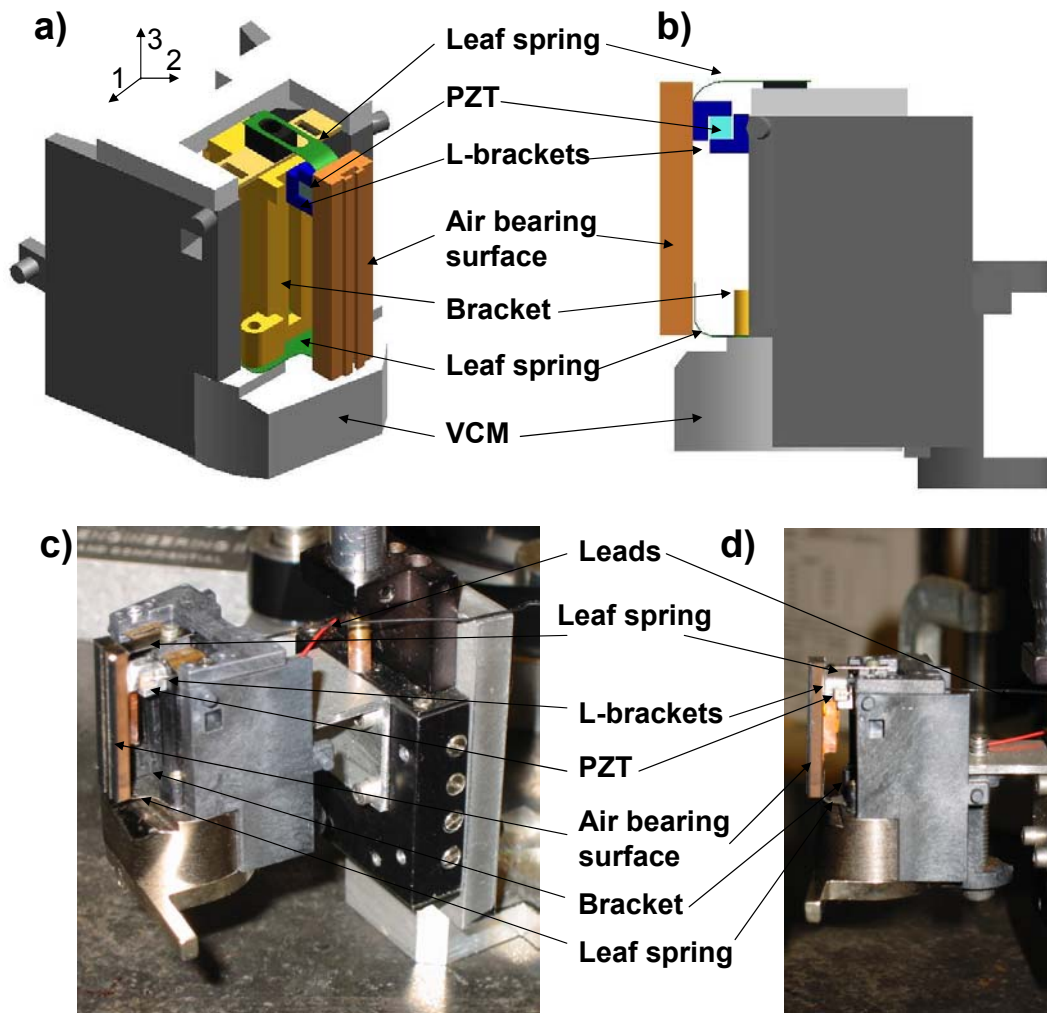 a)
3
2
1
Leaf spring
b)
PZT
L-brackets
Air bearing
surface
Bracket
Leaf spring
VCM
c)
Leads
d)
Leaf spring
L-brackets
PZT
Air bearing
surface
Bracket
Leaf spring